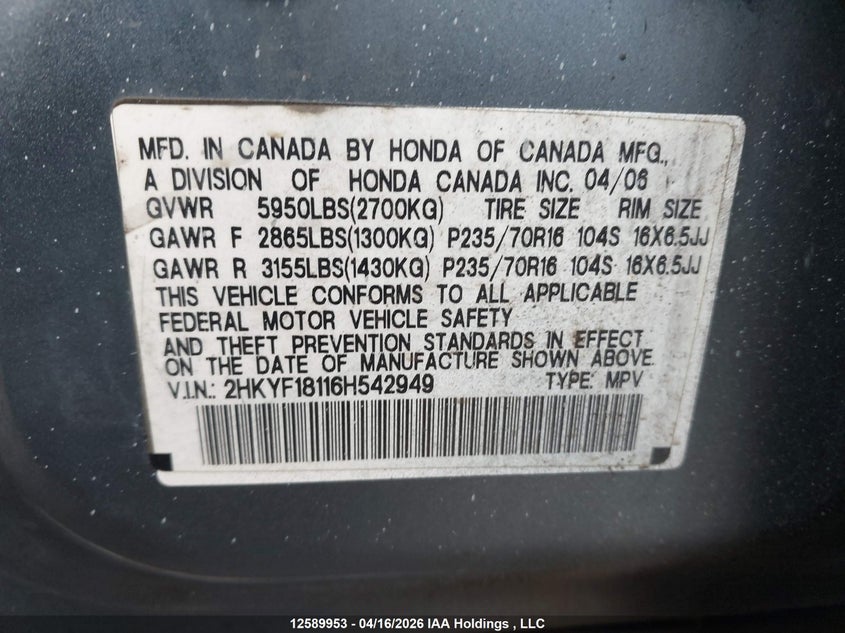 MFD. IN CANADA BY HONDA OF CANADA MFG.,
A DIVISION OF HONDA CANADA INC. 04/06
GVWR 5950LBS(2700KG) TIRE SIZE RIM SIZE
GAWR F 2865LBS(1300KG) P235/70R16 104S 16X6.5JJ
GAWR R 3155LBS(1430KG) P235/70R16 104S 16X6.5JJ
THIS VEHICLE CONFORMS TO ALL APPLICABLE
FEDERAL MOTOR VEHICLE SAFETY
AND THEFT PREVENTION STANDARDS IN EFFECT
ON THE DATE OF MANUFACTURE SHOWN ABOVE.
V.I.N.: 2HKYF18116H542949 TYPE: MPV
12589953 - 04/16/2026 IAA Holdings , LLC